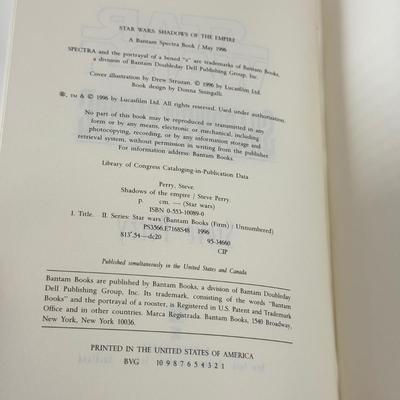 STAR WARS: SHADOWS OF THE EMPIRE
A Bantam Spectra Book / May 1996
SPECTRA and the portrayal of a boxed "s" are trademarks of Bantam Books,
a division of Bantam Doubleday Dell Publishing Group, Inc.
Cover illustration by Drew Struzan. © 1996 by Lucasfilm Ltd.
Book design by Donna Sinisgalli.
®, ™ & © 1996 by Lucasfilm Ltd. All rights reserved. Used under authorization.
No part of this book may be reproduced or transmitted in any
form or by any means, electronic or mechanical, including
photocopying, recording, or by any information storage and
retrieval system, without permission in writing from the publisher.
For information address: Bantam Books.
Library of Congress Cataloging-in-Publication Data
Perry, Steve.
Shadows of the empire / Steve Perry.
p. cm. — (Star wars)
ISBN 0-553-10089-0
I. Title. II. Series: Star wars (Bantam Books (Firm) : Unnumbered)
PS3566.E7168S48 1996
813'.54—dc20 95-34660
CIP
Published simultaneously in the United States and Canada
Bantam Books are published by Bantam Books, a division of Bantam Doubleday
Dell Publishing Group, Inc. Its trademark, consisting of the words "Bantam
Books" and the portrayal of a rooster, is Registered in U.S. Patent and Trademark
Office and in other countries. Marca Registrada. Bantam Books, 1540 Broadway,
New York, New York 10036.
PRINTED IN THE UNITED STATES OF AMERICA
BVG 10 9 8 7 6 5 4 3 2 1